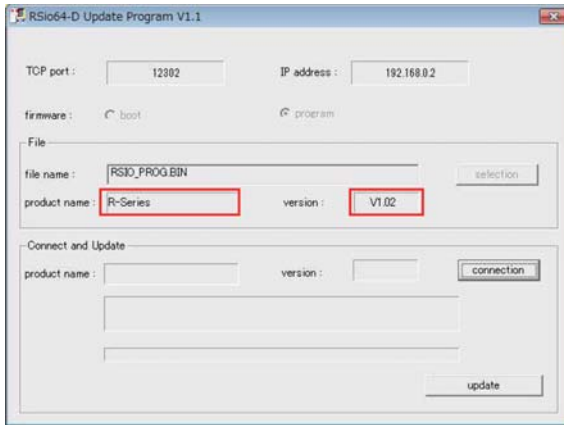 RSio64-D Update Program V1.1
TCP port : 12302 IP address : 192.168.0.2
firmware : boot program
File
file name : RSIO_PROG.BIN selection
product name : R-Series version : V1.02
Connect and Update
product name : version : connection
update